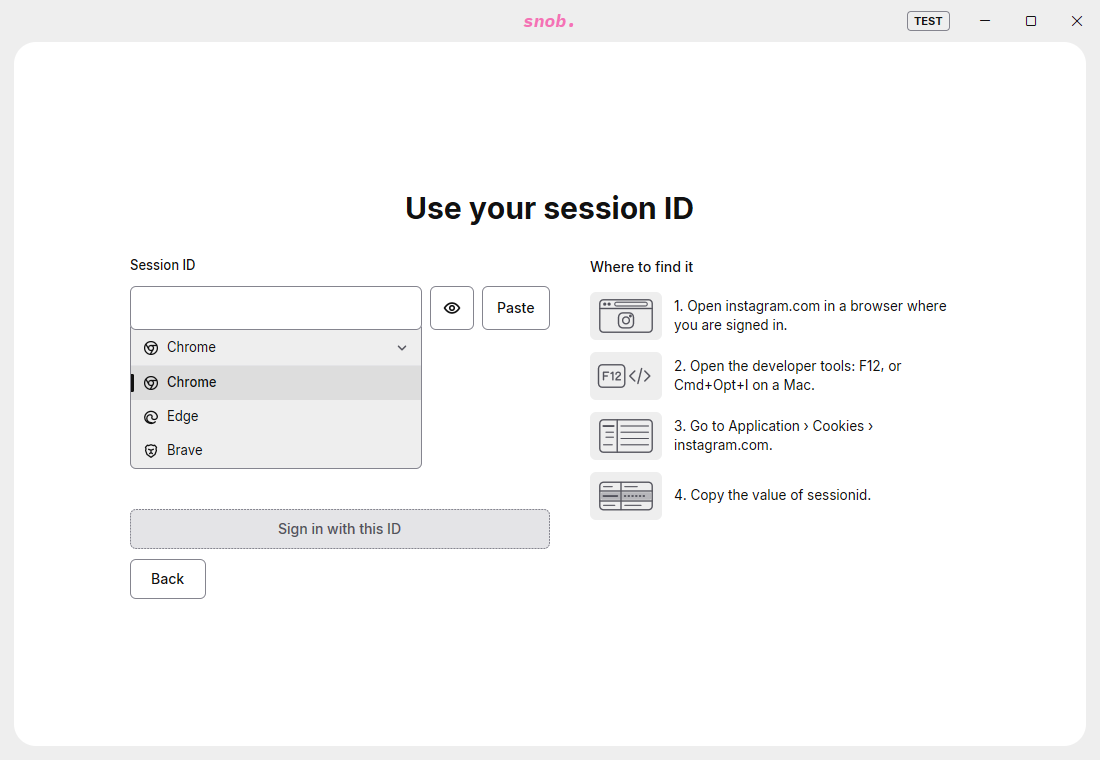 snob.
TEST
Use your session ID
Session ID
Paste
Chrome
Chrome
Edge
Brave
Sign in with this ID
Back
Where to find it
1. Open instagram.com in a browser where
you are signed in.
F12 </>
2. Open the developer tools: F12, or
Cmd+Opt+I on a Mac.
3. Go to Application › Cookies ›
instagram.com.
4. Copy the value of sessionid.